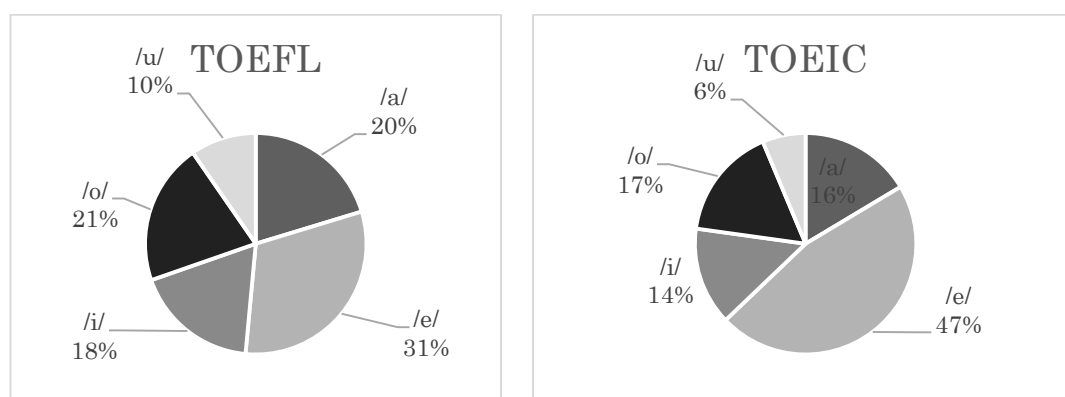 TOEFL
/u/
10%
/a/
20%
/o/
21%
/i/
18%
/e/
31%
TOEIC
/u/
6%
/a/
16%
/o/
17%
/i/
14%
/e/
47%